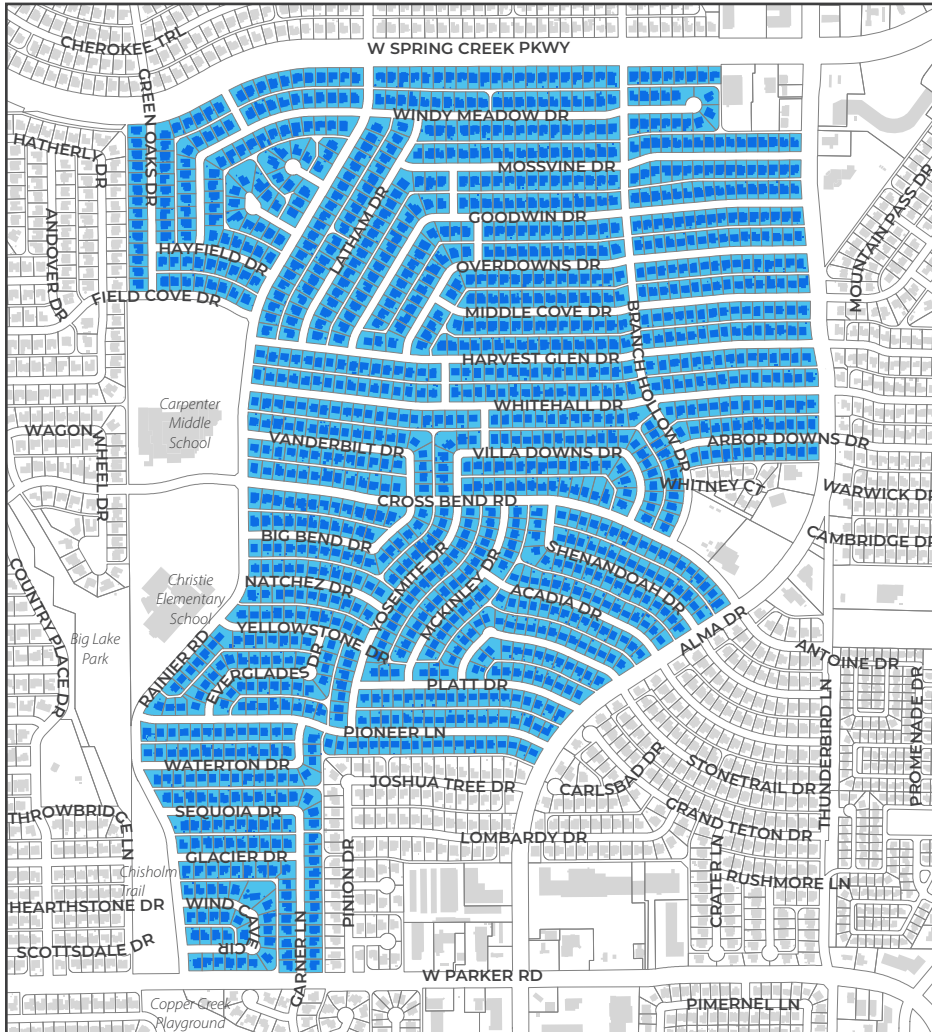 CHEROKEE TRL
W SPRING CREEK PKWY
GREEN OAKS DR
WINDY MEADOW DR
HATHERLY DR
MOSSVINE DR
MOUNTAIN PASS DR
LATHAM DR
ANDOVER DR
GOODWIN DR
HAYFIELD DR
OVERDOWNS DR
FIELD COVE DR
MIDDLE COVE DR
BRANCH HOLLOW DR
HARVEST GLEN DR
Carpenter
Middle
School
WHITEHALL DR
WAGON WHEEL DR
VANDERBILT DR
VILLA DOWNS DR
ARBOR DOWNS DR
WHITNEY CT
WARWICK DR
CROSS BEND RD
BIG BEND DR
CAMBRIDGE DR
SHENANDOAH DR
YOSEMITE DR
MCKINLEY DR
Christie
Elementary
School
NATCHEZ DR
ACADIA DR
COUNTRY PLACE DR
Big Lake
Park
YELLOWSTONE DR
ALMA DR
ANTOINE DR
RAINIER RD
EVERGLADES DR
PLATT DR
THUNDERBIRD LN
PROMENADE DR
PIONEER LN
WATERTON DR
JOSHUA TREE DR
CARLSBAD DR
STONETRAIL DR
THROWBRIDGE LN
SEQUOIA DR
GRAND TETON DR
LOMBARDY DR
GLACIER DR
PINION DR
CRATER LN
RUSHMORE LN
Chisholm
Trail
HEARTHSTONE DR
WIND CAVE CIR
SCOTTSDALE DR
GARNER LN
W PARKER RD
Copper Creek
Playground
PIMERNEL LN